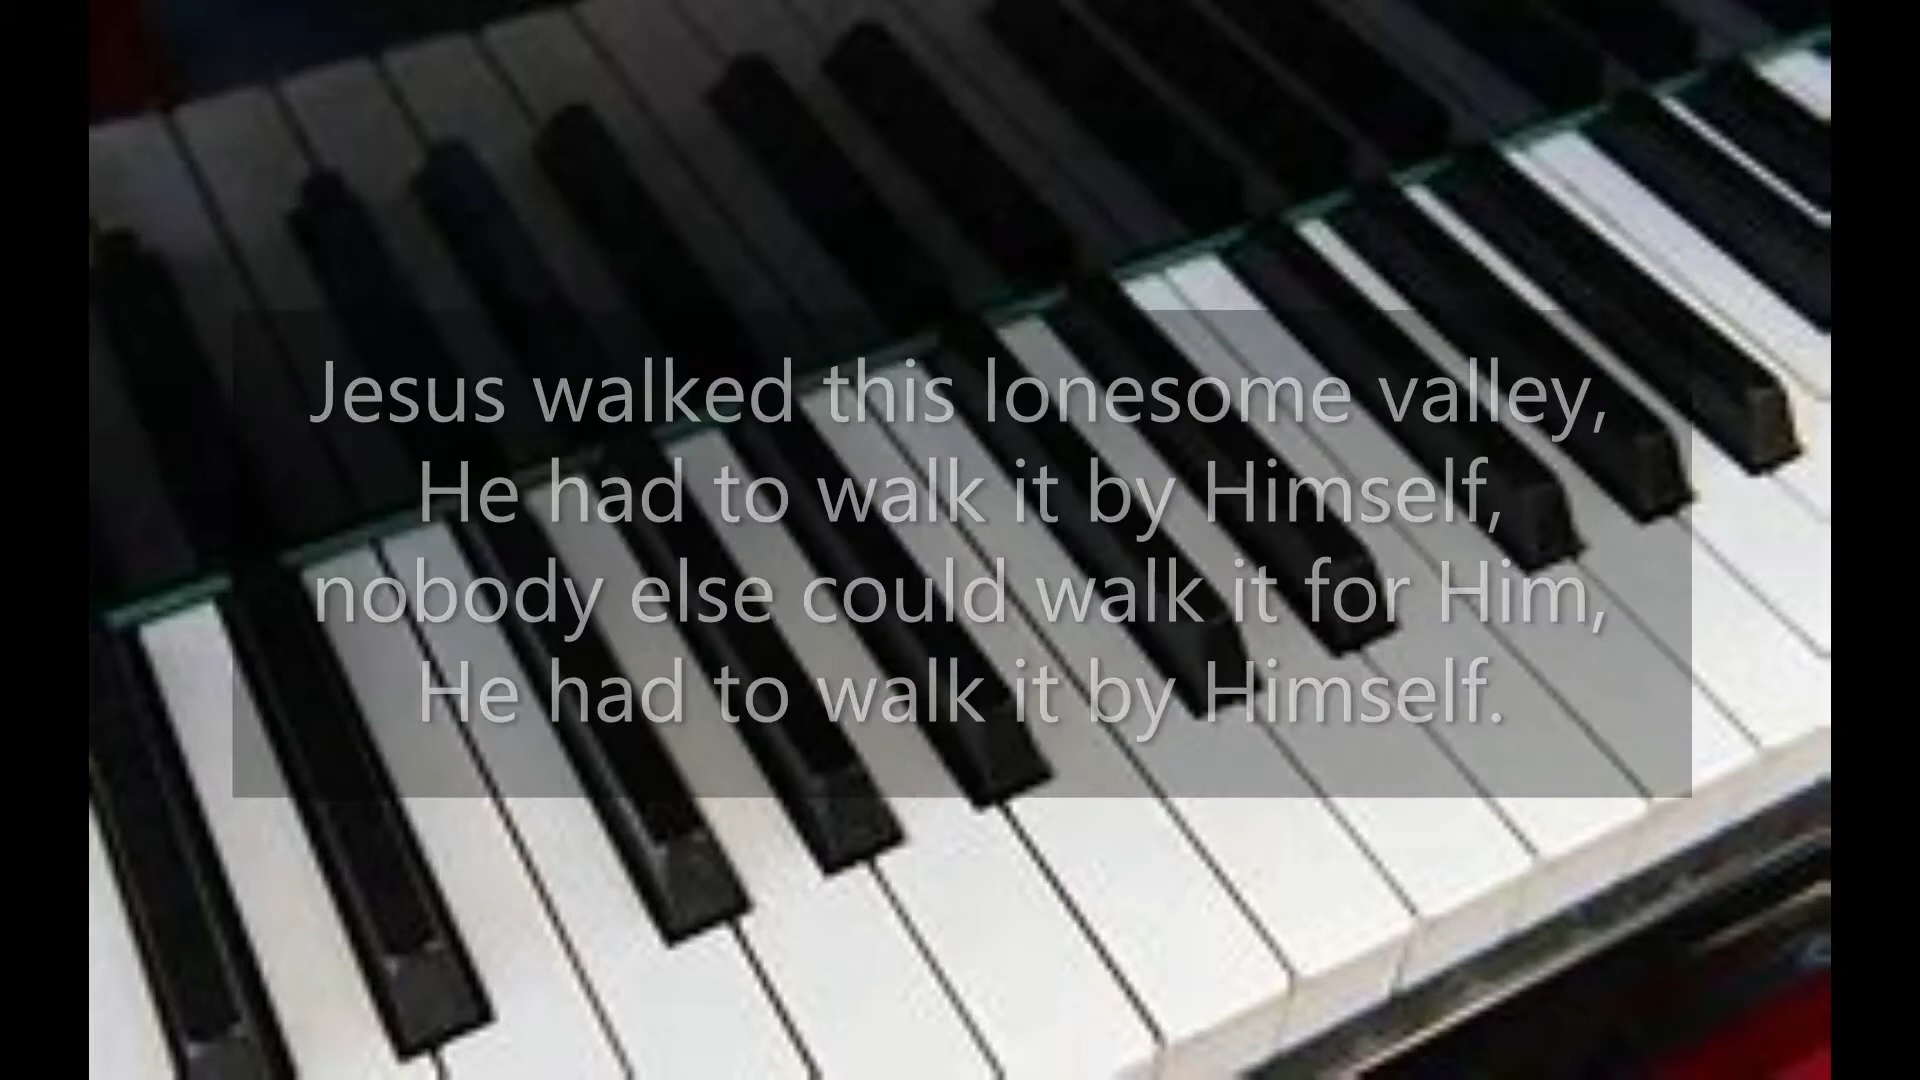 Jesus walked this lonesome valley,
He had to walk it by Himself,
nobody else could walk it for Him,
He had to walk it by Himself.